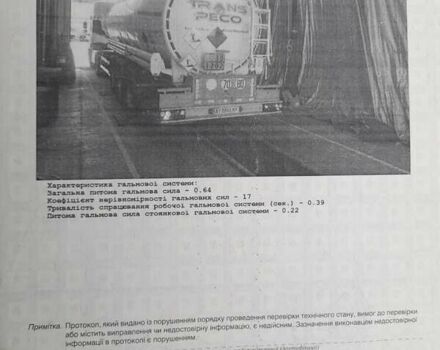 TRANS
PECO
1202
Характеристика гальмової системи:
Загальна питома гальмова сила - 0.64
Коефіцієнт нерівномірності гальмових сил - 17
Тривалість спрацювання робочої гальмової системи (сек.) - 0.39
Питома гальмова сила стоянкової гальмової системи - 0.22
Примітка. Протокол, який видано із порушенням порядку проведення перевірки технічного стану, вимог до перевірки
або містить виправлення чи недостовірну інформацію, є недійсним. Зазначення виконавцем недостовірної
інформації в протоколі є порушенням.